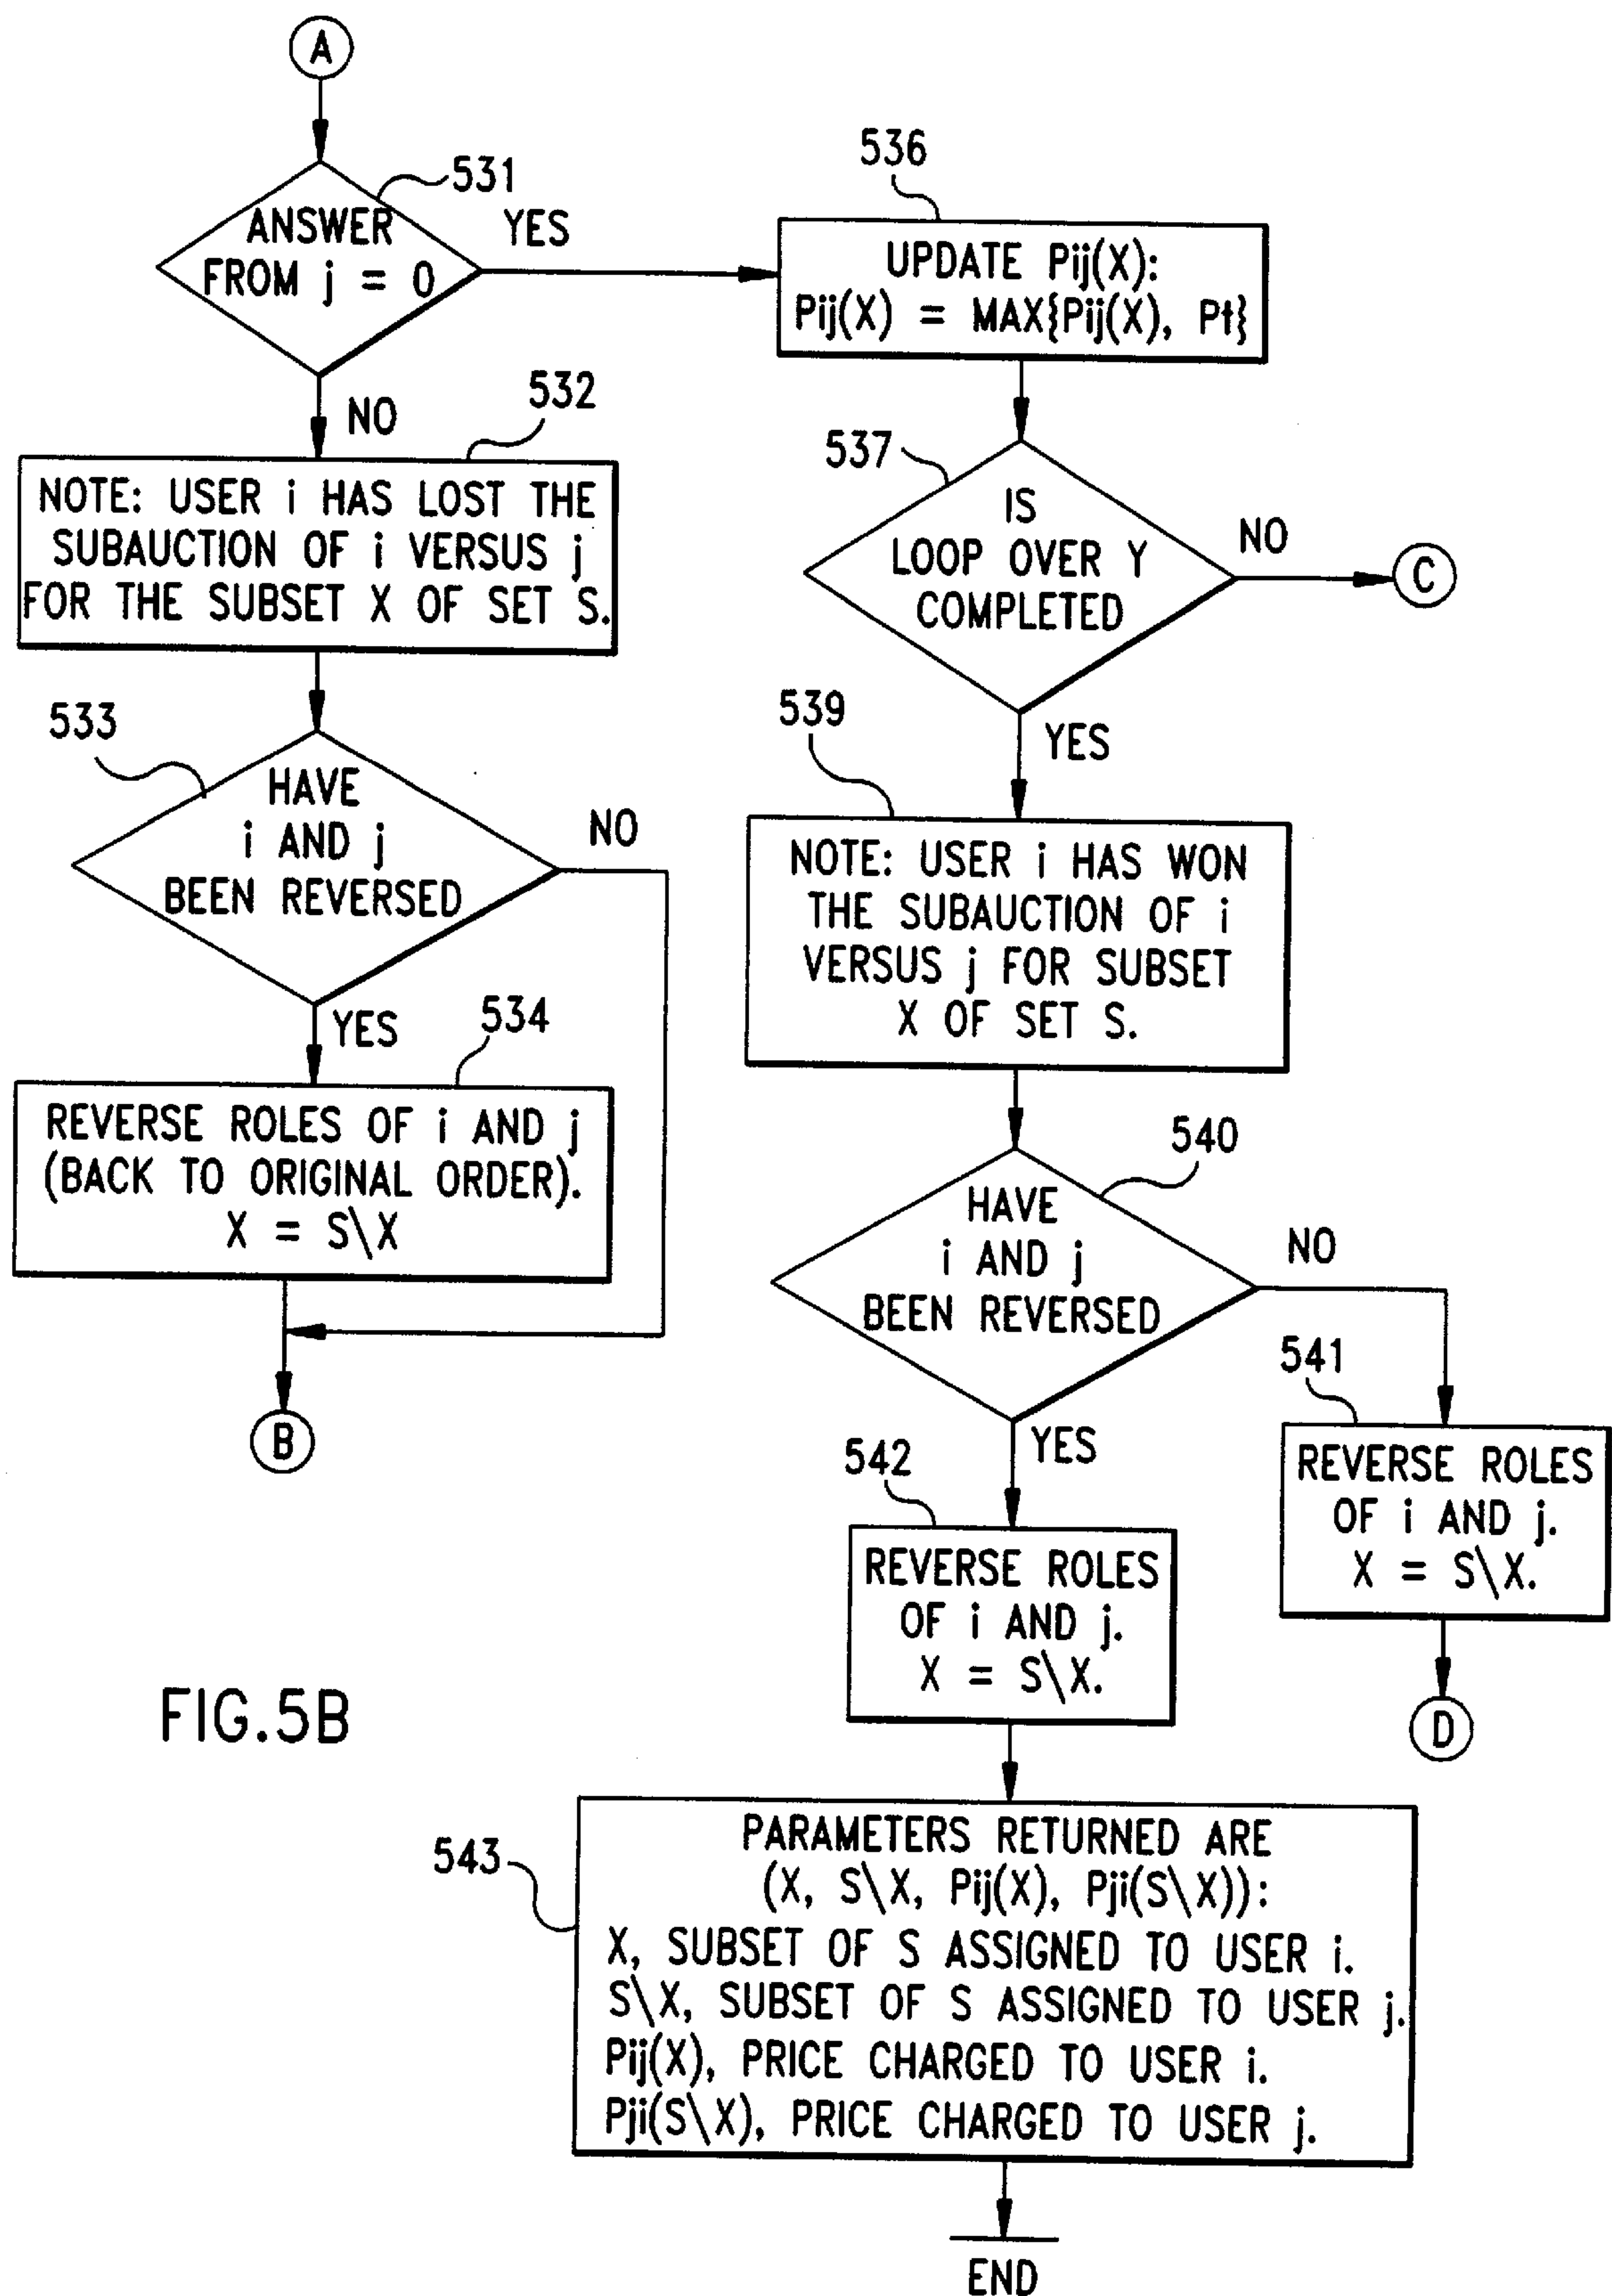 A
531
ANSWER
FROM j = 0
YES
NO
536
UPDATE Pij(X):
Pij(X) = MAX{Pij(X), Pt}
532
NOTE: USER i HAS LOST THE
SUBAUCTION OF i VERSUS j
FOR THE SUBSET X OF SET S.
537
IS
LOOP OVER Y
COMPLETED
NO
C
YES
533
HAVE
i AND j
BEEN REVERSED
NO
YES
534
REVERSE ROLES OF i AND j
(BACK TO ORIGINAL ORDER).
X = S\X
B
539
NOTE: USER i HAS WON
THE SUBAUCTION OF i
VERSUS j FOR SUBSET
X OF SET S.
540
HAVE
i AND j
BEEN REVERSED
NO
YES
541
REVERSE ROLES
OF i AND j.
X = S\X.
D
542
REVERSE ROLES
OF i AND j.
X = S\X.
FIG.5B
543
PARAMETERS RETURNED ARE
(X, S\X, Pij(X), Pji(S\X)):
X, SUBSET OF S ASSIGNED TO USER i.
S\X, SUBSET OF S ASSIGNED TO USER j.
Pij(X), PRICE CHARGED TO USER i.
Pji(S\X), PRICE CHARGED TO USER j.
END